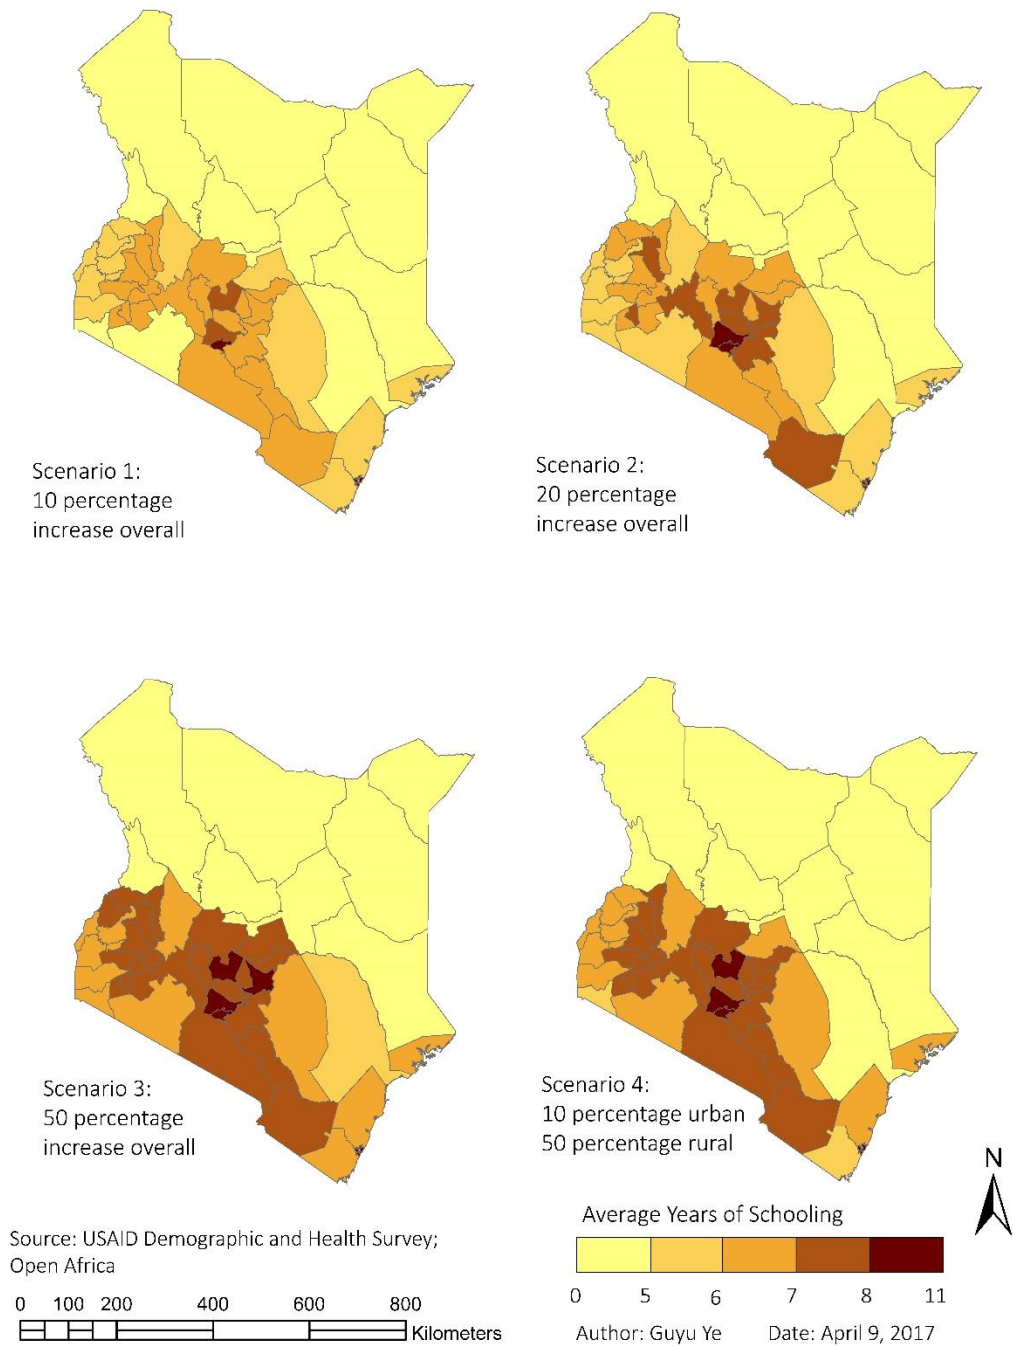 Scenario 1:
10 percentage
increase overall
Scenario 2:
20 percentage
increase overall
Scenario 3:
50 percentage
increase overall
Scenario 4:
10 percentage urban
50 percentage rural
N
Source: USAID Demographic and Health Survey;
Open Africa
0 100 200 400 600 800
Kilometers
Average Years of Schooling
0 5 6 7 8 11
Author: Guyu Ye Date: April 9, 2017